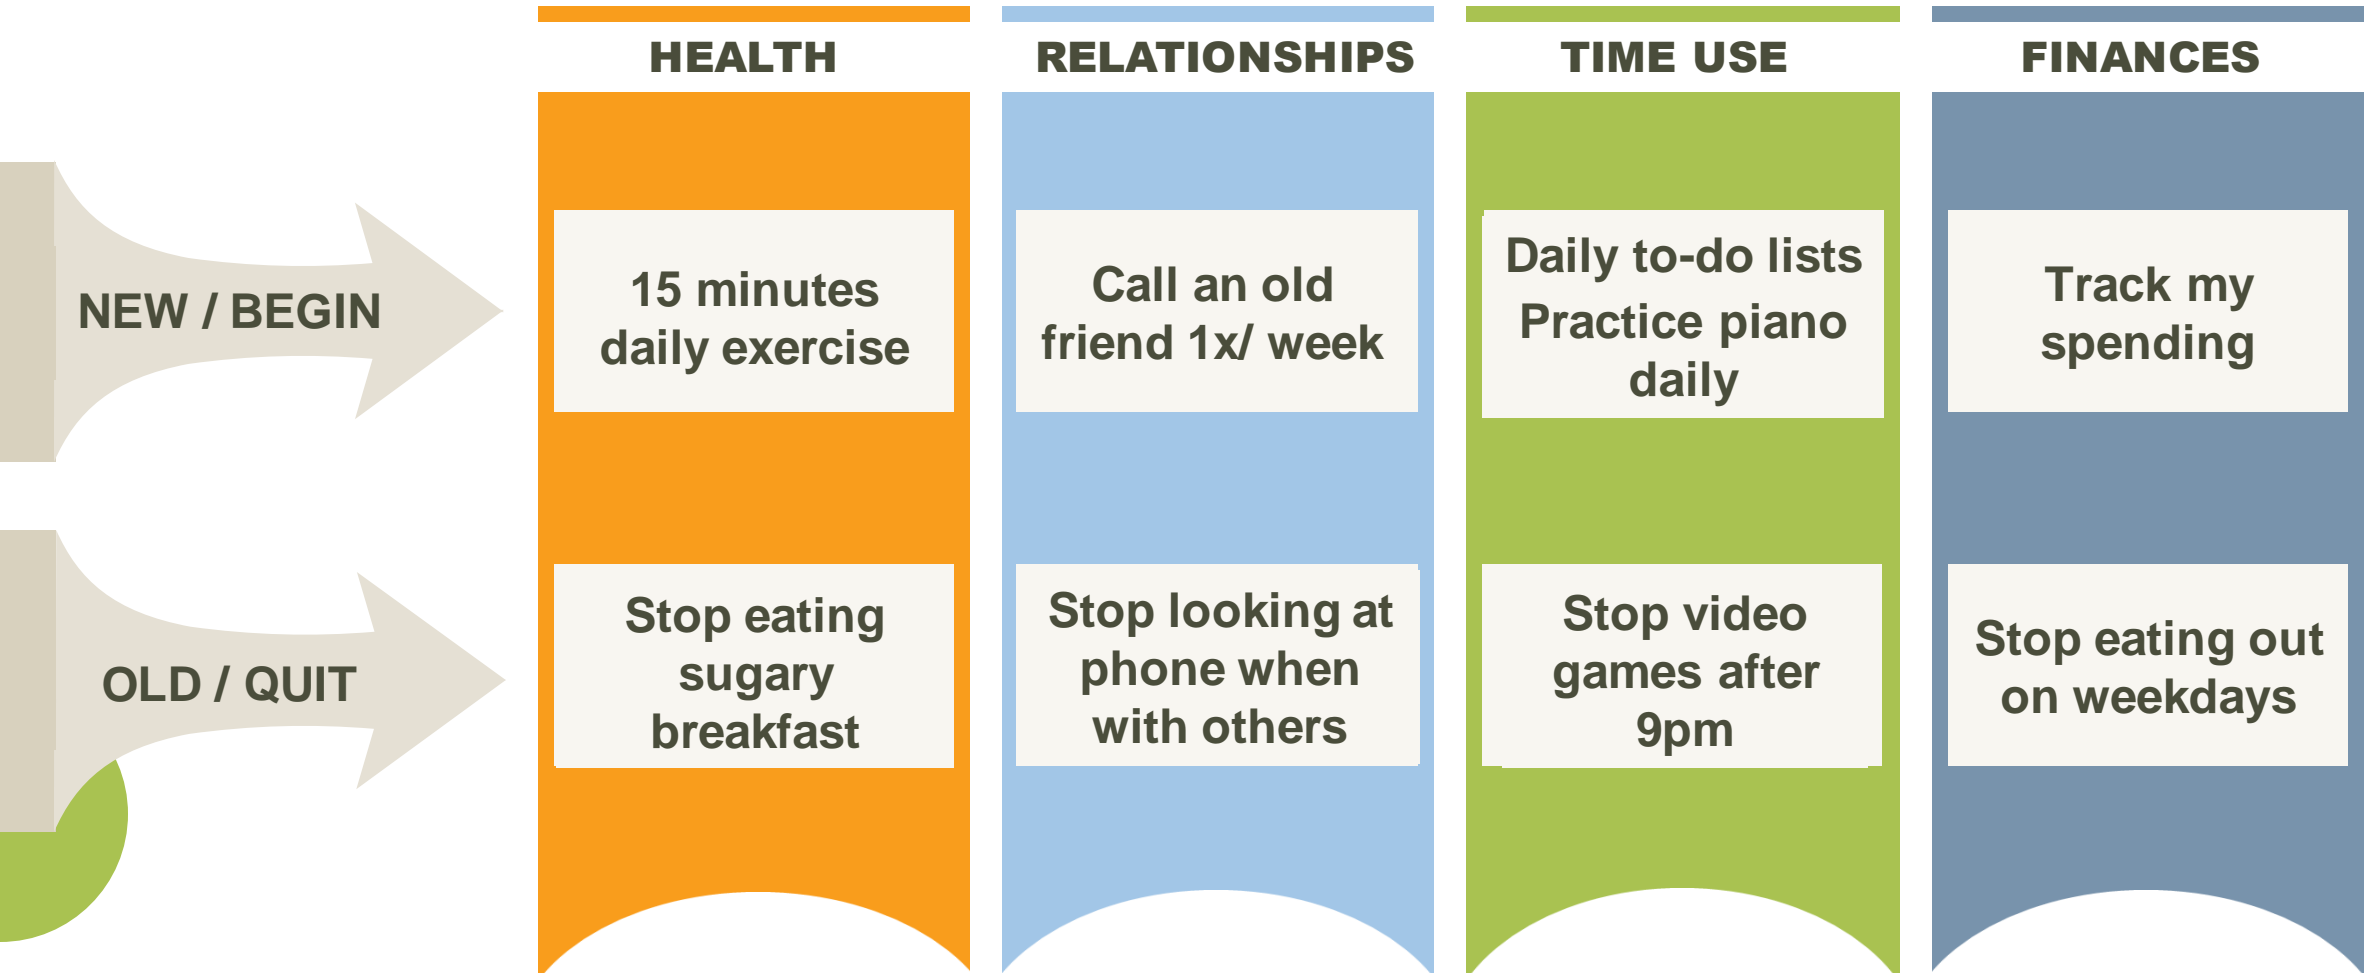 HEALTH
RELATIONSHIPS
TIME USE
FINANCES
NEW / BEGIN
15 minutes
daily exercise
Call an old
friend 1x/ week
Daily to-do lists
Practice piano
daily
Track my
spending
OLD / QUIT
Stop eating
sugary
breakfast
Stop looking at
phone when
with others
Stop video
games after
9pm
Stop eating out
on weekdays